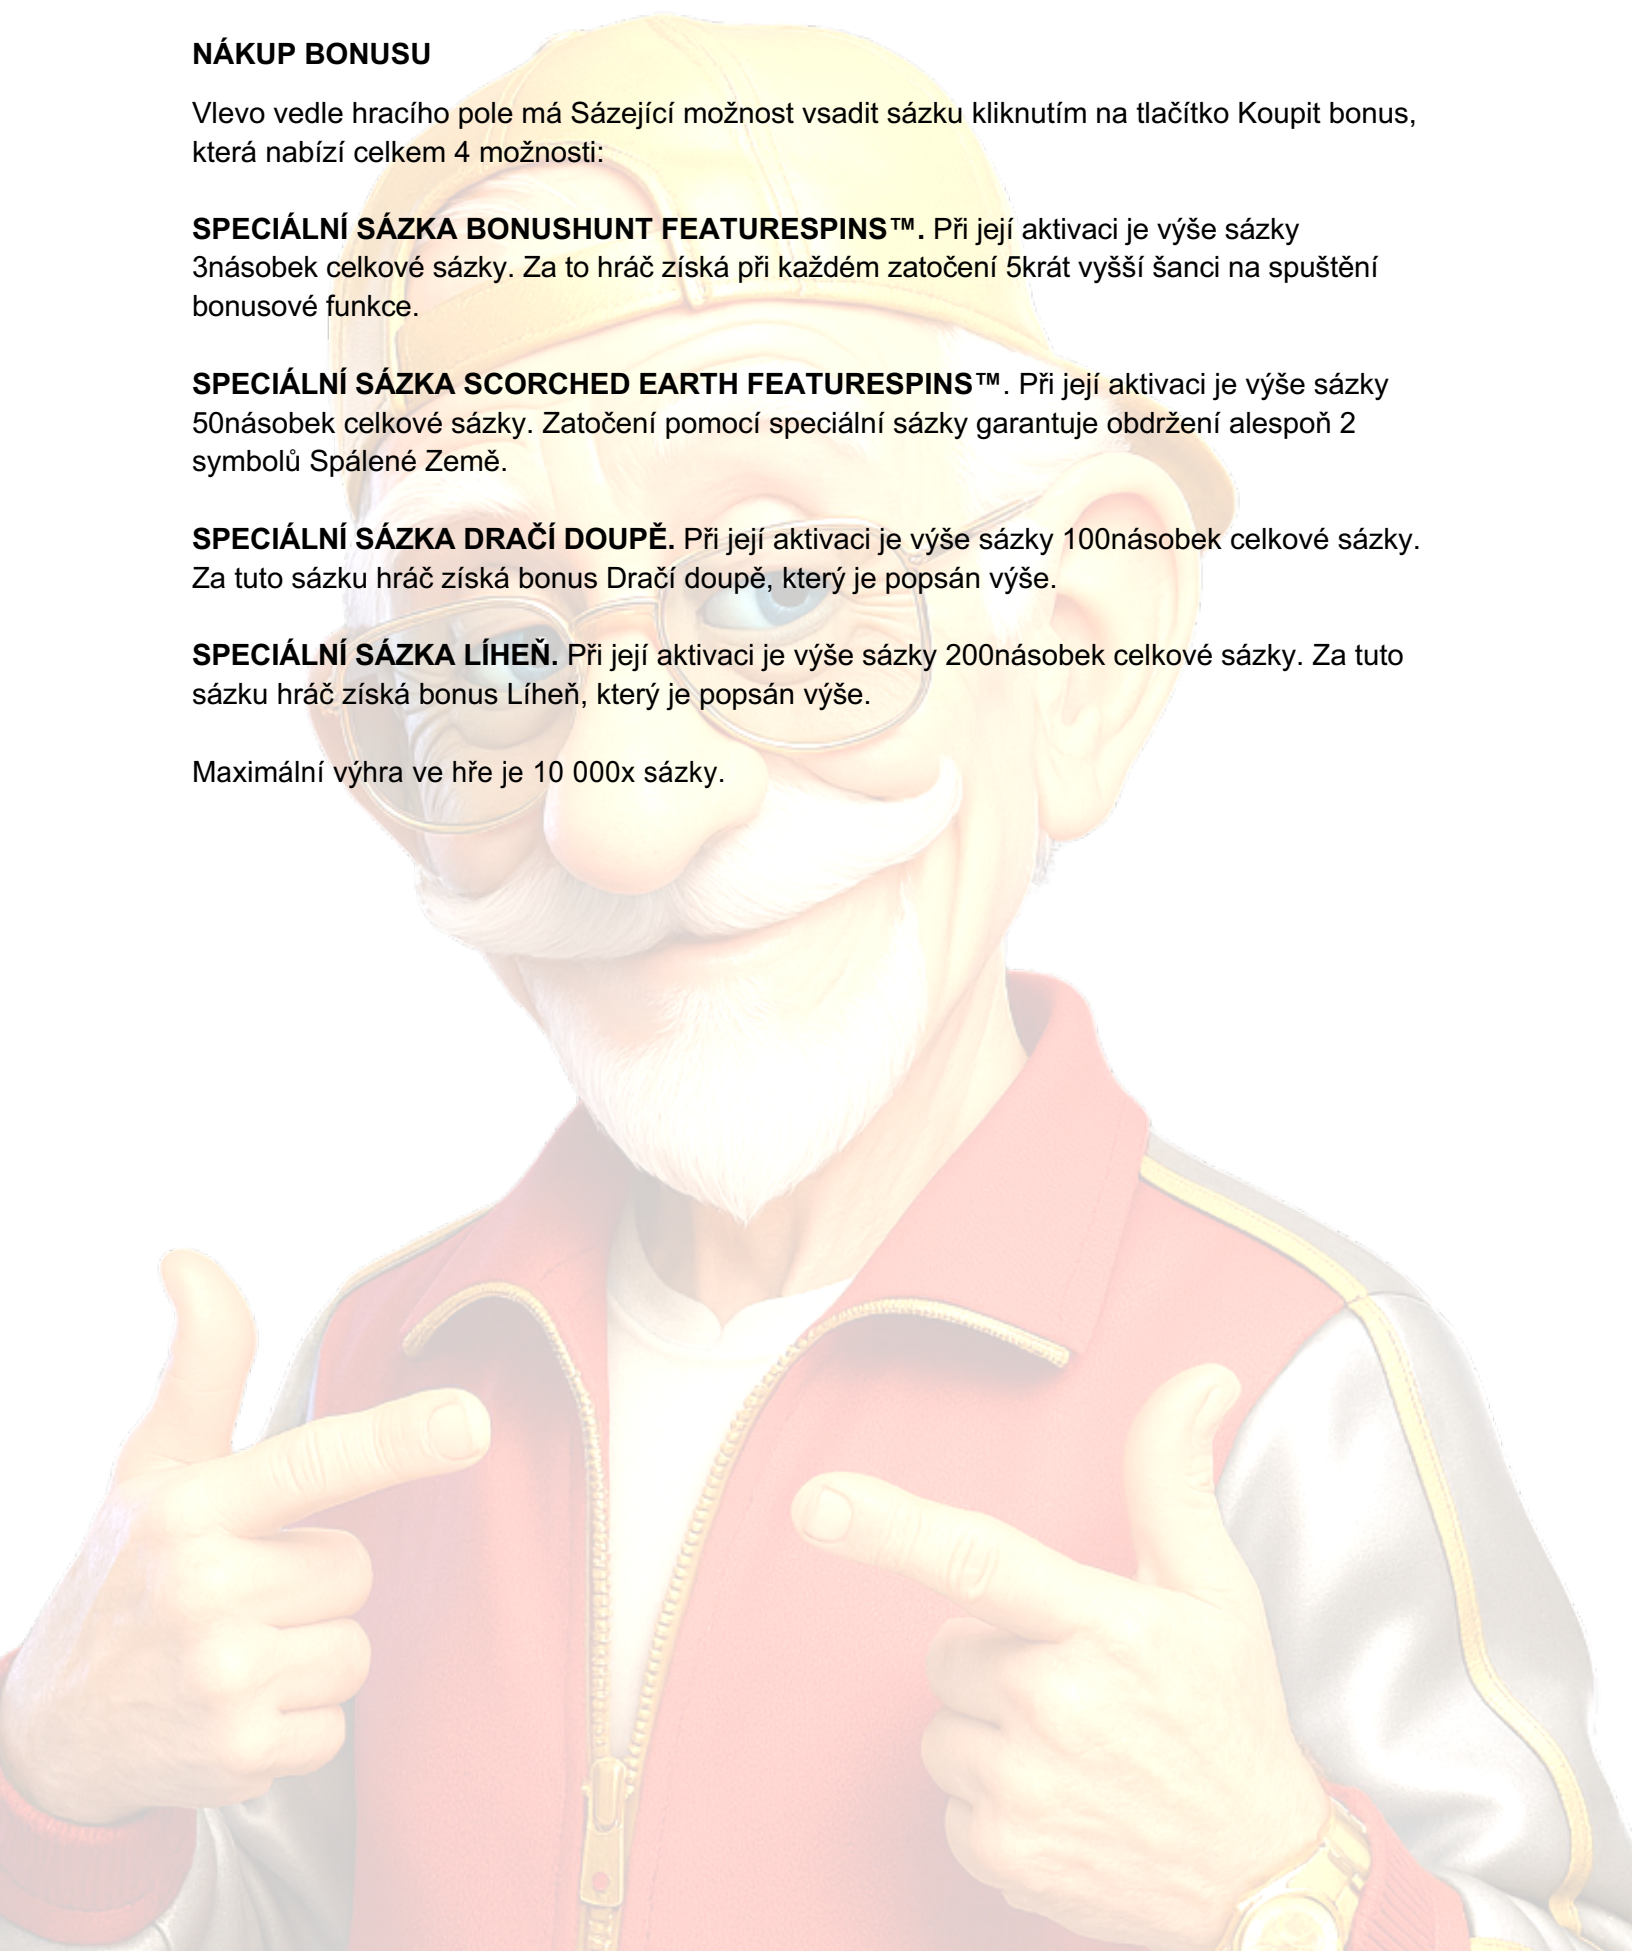 NÁKUP BONUSU
Vlevo vedle hracího pole má Sázející možnost vsadit sázku kliknutím na tlačítko Koupit bonus,
která nabízí celkem 4 možnosti:
SPECIÁLNÍ SÁZKA BONUSHUNT FEATURESPINS™. Při její aktivaci je výše sázky
3násobek celkové sázky. Za to hráč získá při každém zatočení 5krát vyšší šanci na spuštění
bonusové funkce.
SPECIÁLNÍ SÁZKA SCORCHED EARTH FEATURESPINS™. Při její aktivaci je výše sázky
50násobek celkové sázky. Zatočení pomocí speciální sázky garantuje obdržení alespoň 2
symbolů Spálené Země.
SPECIÁLNÍ SÁZKA DRAČÍ DOUPĚ. Při její aktivaci je výše sázky 100násobek celkové sázky.
Za tuto sázku hráč získá bonus Dračí doupě, který je popsán výše.
SPECIÁLNÍ SÁZKA LÍHEŇ. Při její aktivaci je výše sázky 200násobek celkové sázky. Za tuto
sázku hráč získá bonus Líheň, který je popsán výše.
Maximální výhra ve hře je 10 000x sázky.